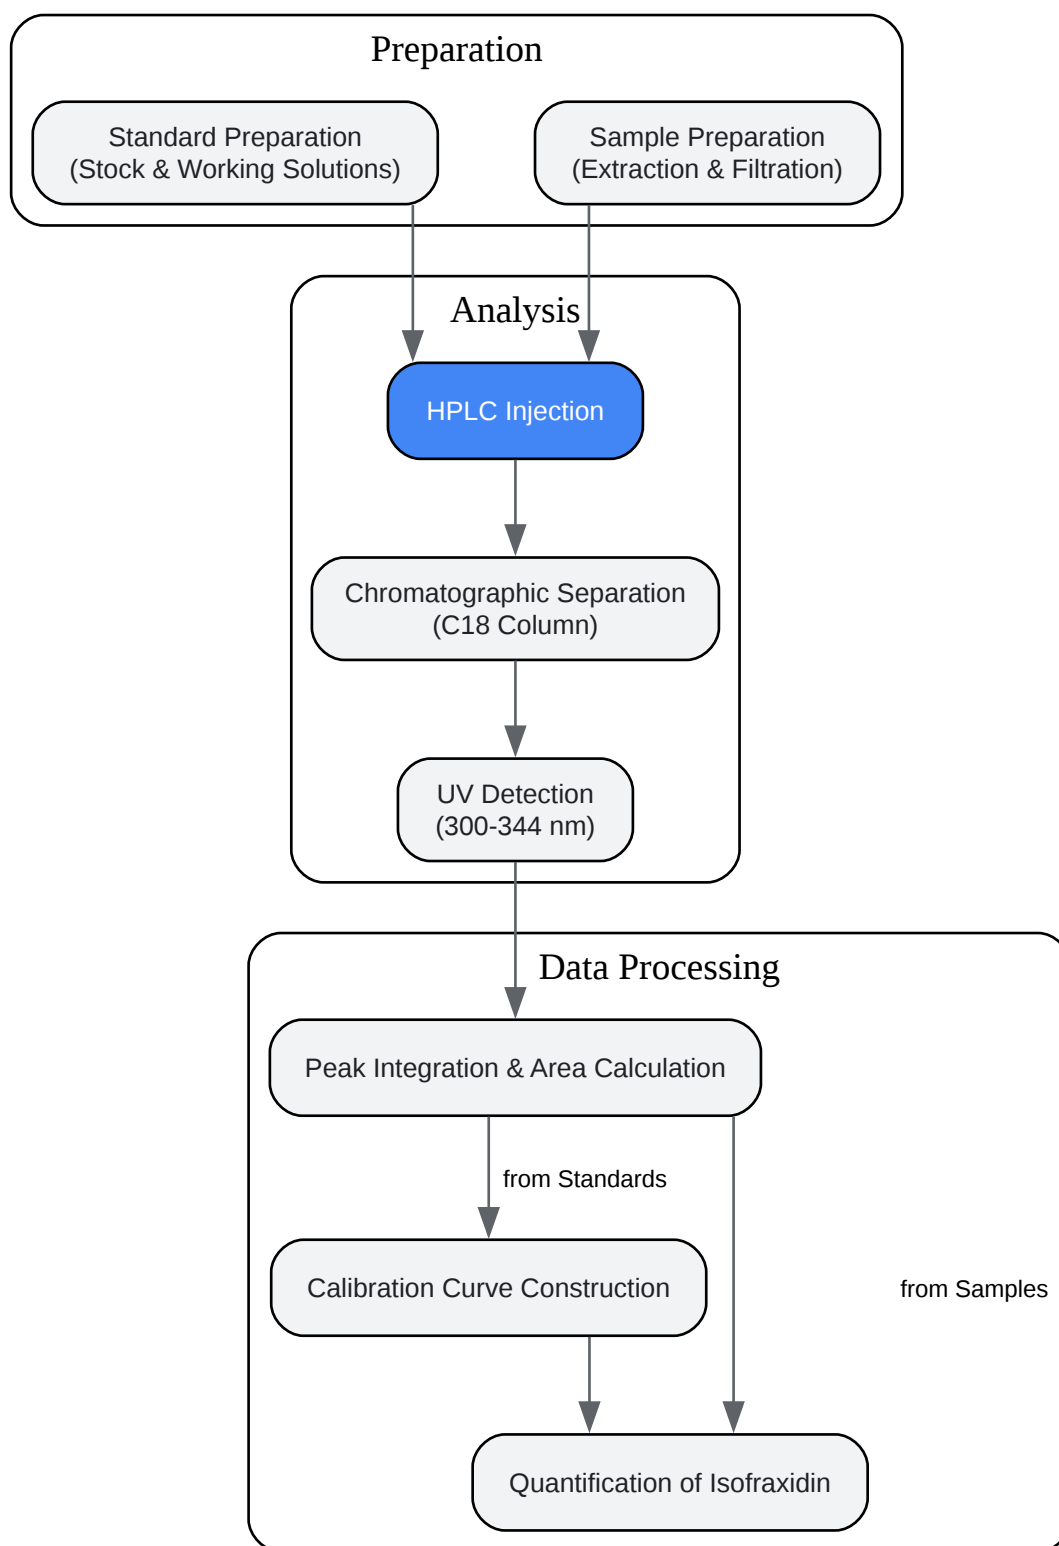 Preparation
Standard Preparation
(Stock & Working Solutions)
Sample Preparation
(Extraction & Filtration)
Analysis
HPLC Injection
Chromatographic Separation
(C18 Column)
UV Detection
(300-344 nm)
Data Processing
Peak Integration & Area Calculation
from Standards
Calibration Curve Construction
from Samples
Quantification of Isofraxidin